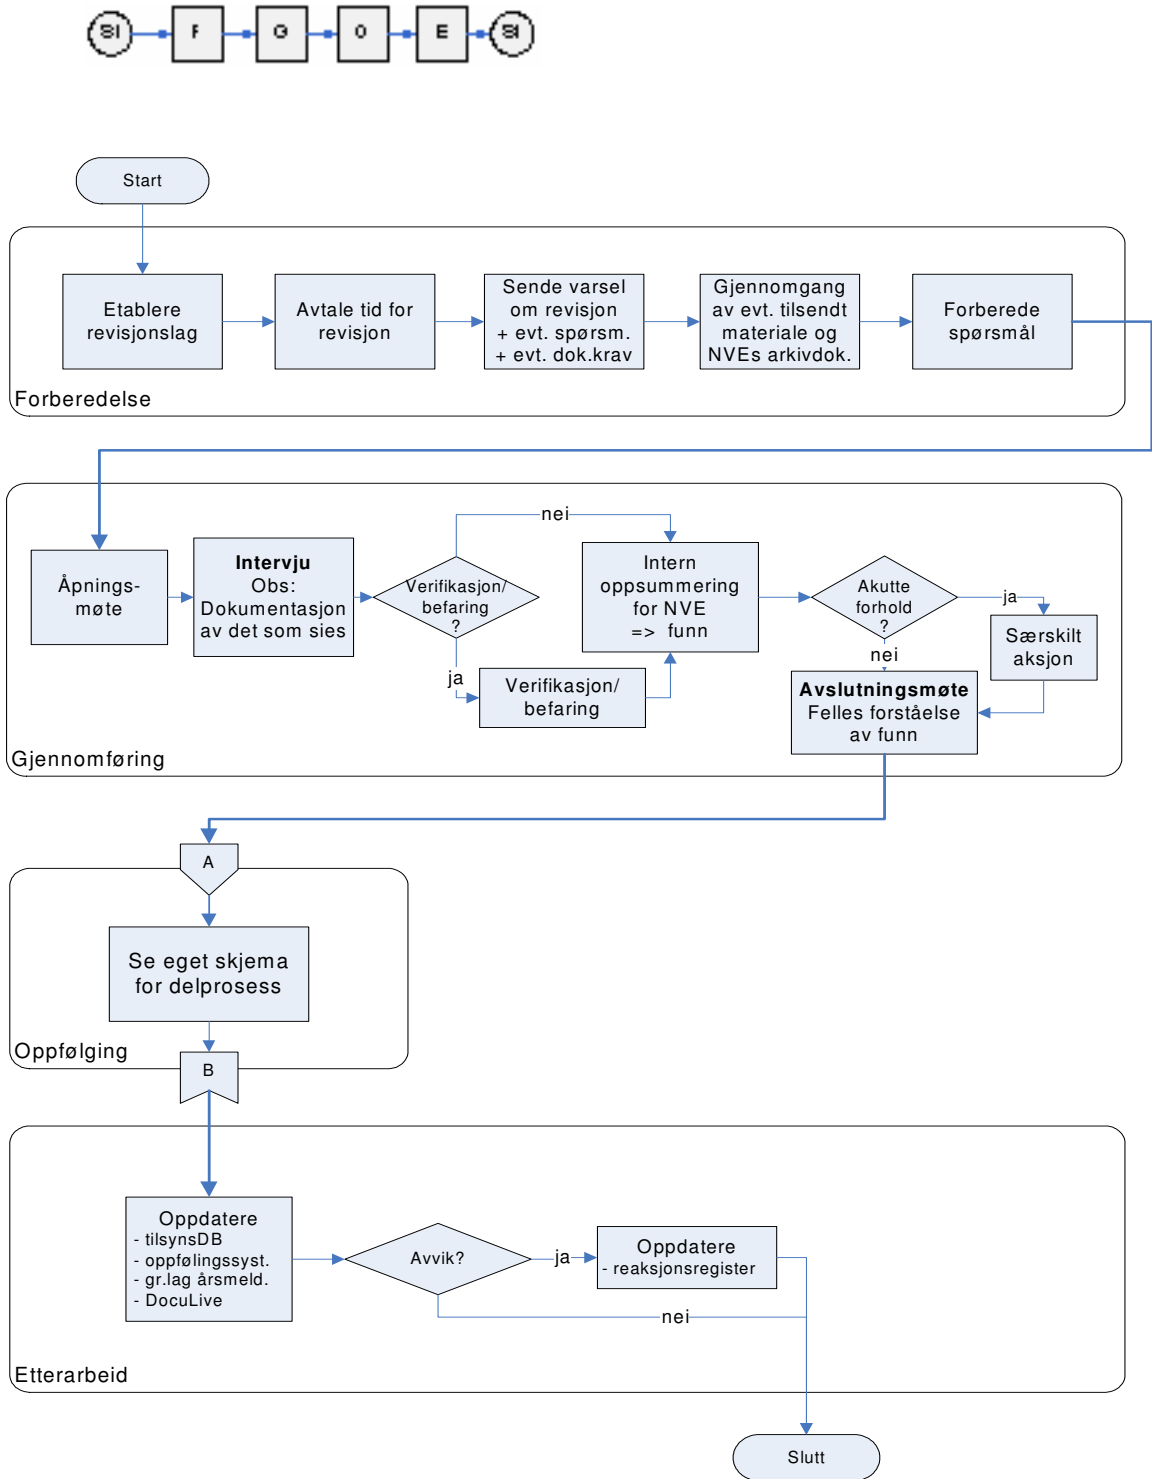 SI F G O E SI
Start
Etablere
revisjonslag
Avtale tid for
revisjon
Sende varsel
om revisjon
+ evt. spørsm.
+ evt. dok.krav
Gjennomgang
av evt. tilsendt
materiale og
NVEs arkivdok.
Forberede
spørsmål
Forberedelse
Åpnings-
møte
Intervju
Obs:
Dokumentasjon
av det som sies
Verifikasjon/
befaring
?
nei
ja
Verifikasjon/
befaring
Intern
oppsummering
for NVE
=> funn
Akutte
forhold
?
ja
Særskilt
aksjon
nei
Avslutningsmøte
Felles forståelse
av funn
Gjennomføring
A
Se eget skjema
for delprosess
Oppfølging
B
Oppdatere
- tilsynsDB
- oppfølingssyst.
- gr.lag årsmeld.
- DocuLive
Avvik?
ja
Oppdatere
- reaksjonsregister
nei
Etterarbeid
Slutt